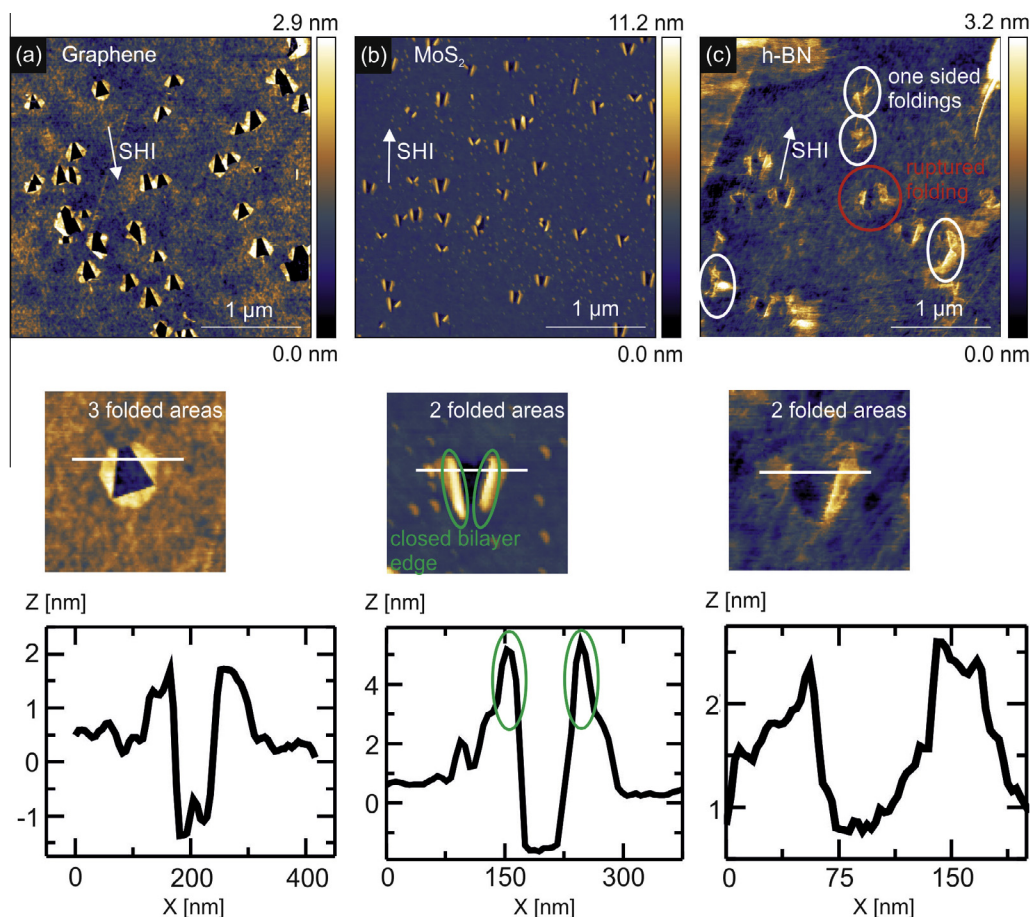 2.9 nm
11.2 nm
3.2 nm
(a) Graphene
(b) MoS₂
(c) h-BN
one sided
foldings
SHI
SHI
SHI
ruptured
folding
1 µm
1 µm
1 µm
0.0 nm
0.0 nm
0.0 nm
3 folded areas
2 folded areas
2 folded areas
closed bilayer
edge
Z [nm]
Z [nm]
Z [nm]
2
1
0
-1
0
200
400
X [nm]
4
2
0
0
150
300
X [nm]
2
1
0
75
150
X [nm]